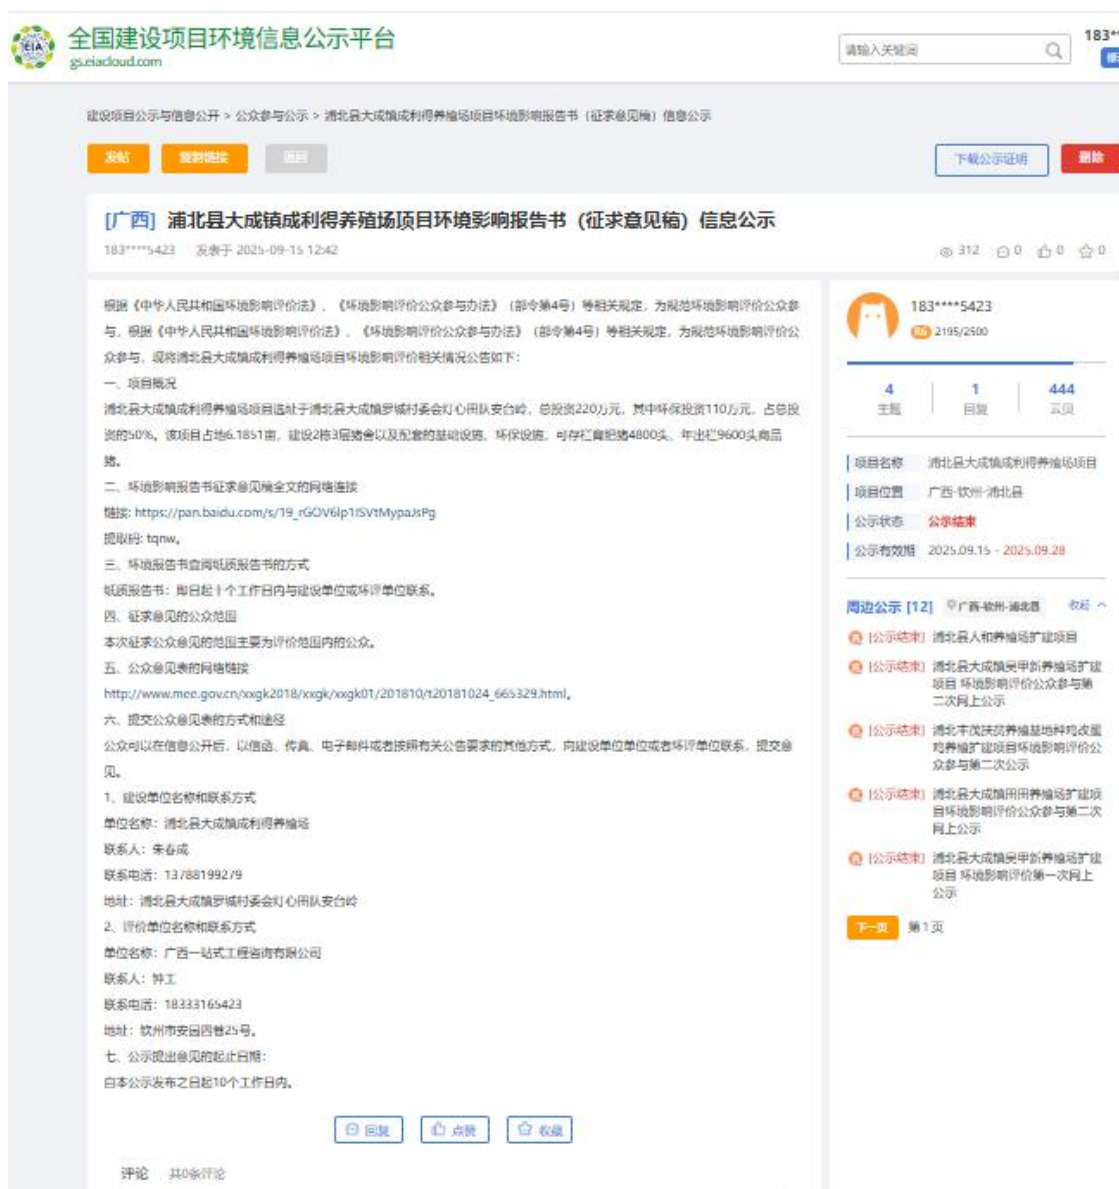 全国建设项目环境信息公示平台
gs.eiacloud.com
EIA
请输入关键词
183**
建设项目公示与信息公开 > 公众参与公示 > 浦北县大成镇成利得养殖场项目环境影响报告书（征求意见稿）信息公示
发帖
复制链接
返回
下载公示证明
删除
[广西] 浦北县大成镇成利得养殖场项目环境影响报告书（征求意见稿）信息公示
183****5423 发表于 2025-09-15 12:42
312 0 0 0
根据《中华人民共和国环境影响评价法》、《环境影响评价公众参与办法》（部令第4号）等相关规定，为规范环境影响评价公众参
与，根据《中华人民共和国环境影响评价法》、《环境影响评价公众参与办法》（部令第4号）等相关规定，为规范环境影响评价公
众参与，现将浦北县大成镇成利得养殖场项目环境影响评价相关情况公告如下：
一、项目概况
浦北县大成镇成利得养殖场项目选址于浦北县大成镇罗城村委会灯心田队安台岭，总投资220万元，其中环保投资110万元，占总投
资的50%。该项目占地6.1851亩，建设2栋3层猪舍以及配套的基础设施、环保设施，可存栏育肥猪4800头、年出栏9600头商品
猪。
二、环境影响报告书征求意见稿全文的网络连接
链接: https://pan.baidu.com/s/19_rGOV6lp1ISVtMypaJsPg
提取码: tqnw。
三、环境报告书查阅纸质报告书的方式
纸质报告书：即日起十个工作日内与建设单位或环评单位联系。
四、征求意见的公众范围
本次征求公众意见的范围主要为评价范围内的公众。
五、公众意见表的网络链接
http://www.mee.gov.cn/xxgk2018/xxgk/xxgk01/201810/t20181024_665329.html。
六、提交公众意见表的方式和途径
公众可以在信息公开后，以信函、传真、电子邮件或者按照有关公告要求的其他方式，向建设单位单位或者环评单位联系，提交意
见。
1、建设单位名称和联系方式
单位名称：浦北县大成镇成利得养殖场
联系人：朱春成
联系电话：13788199279
地址：浦北县大成镇罗城村委会灯心田队安台岭
2、评价单位名称和联系方式
单位名称：广西一站式工程咨询有限公司
联系人：钟工
联系电话：18333165423
地址：钦州市安园四巷25号。
七、公示提出意见的起止日期：
自本公示发布之日起10个工作日内。
回复
点赞
收藏
评论 共0条评论
183****5423
R6 2195/2500
4 1 444
主题 回复 云贝
项目名称 浦北县大成镇成利得养殖场项目
项目位置 广西-钦州-浦北县
公示状态 公示结束
公示有效期 2025.09.15 - 2025.09.28
周边公示 [12] 广西-钦州-浦北县 收起
[公示结束] 浦北县人和养殖场扩建项目
[公示结束] 浦北县大成镇吴甲新养殖场扩建
项目 环境影响评价公众参与第
二次网上公示
[公示结束] 浦北丰茂扶贫养殖基地种鸡改蛋
鸡养殖扩建项目环境影响评价公
众参与第二次公示
[公示结束] 浦北县大成镇田田养殖场扩建项
目环境影响评价公众参与第二次
网上公示
[公示结束] 浦北县大成镇吴甲新养殖场扩建
项目 环境影响评价第一次网上
公示
下一页 第1页